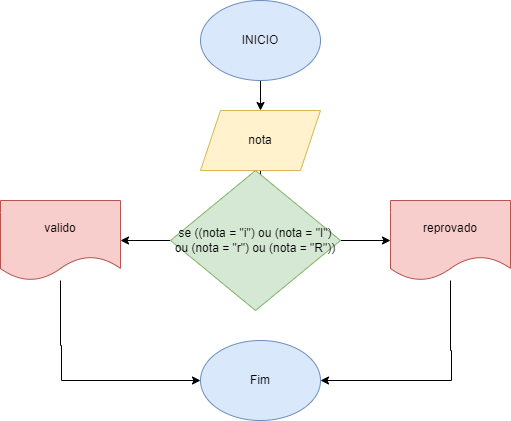 INICIO
nota
valido
se ((nota = "i") ou (nota = "I")
ou (nota = "r") ou (nota = "R"))
reprovado
Fim